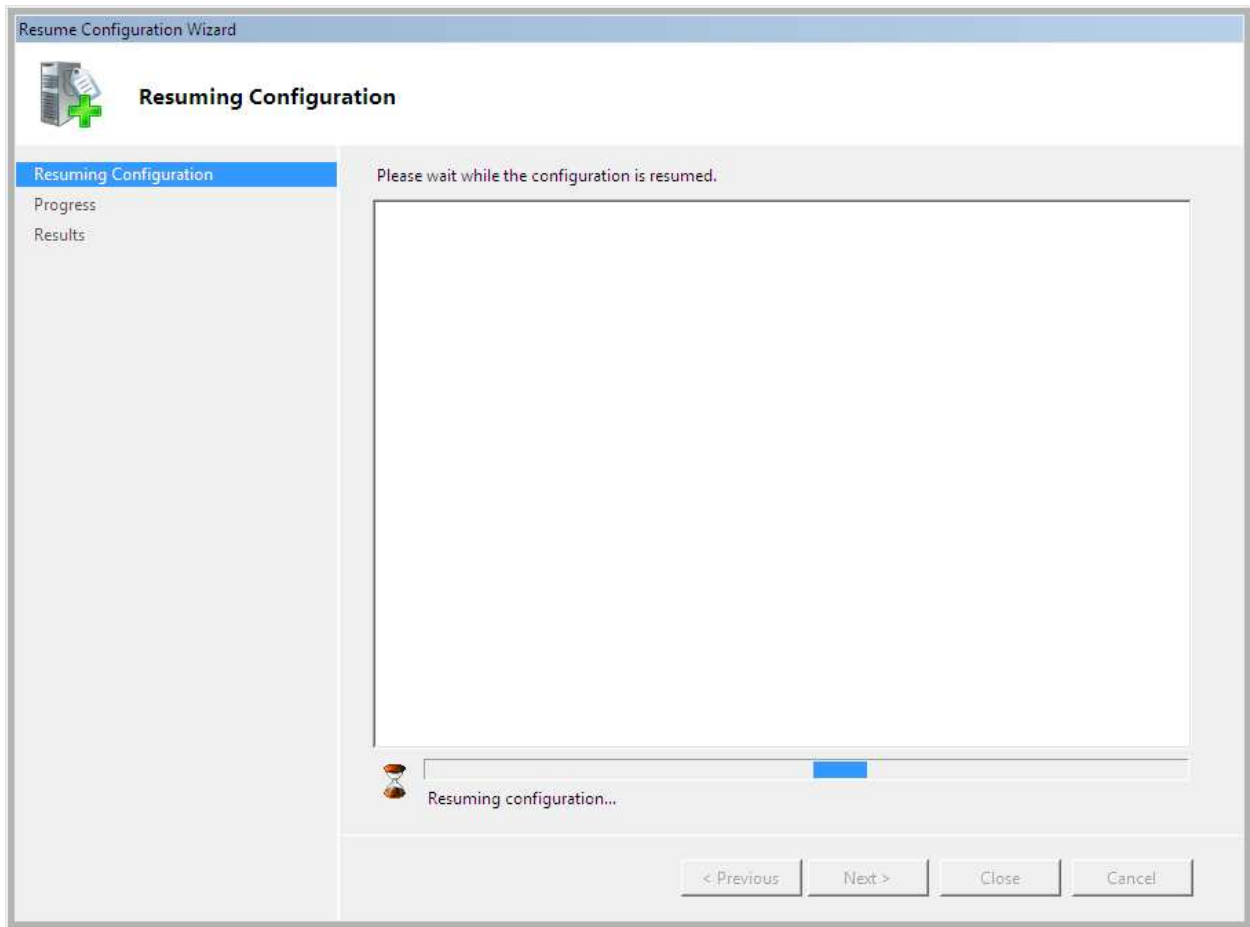 Resume Configuration Wizard
Resuming Configuration
Resuming Configuration
Progress
Results
Please wait while the configuration is resumed.
Resuming configuration...
< Previous
Next >
Close
Cancel